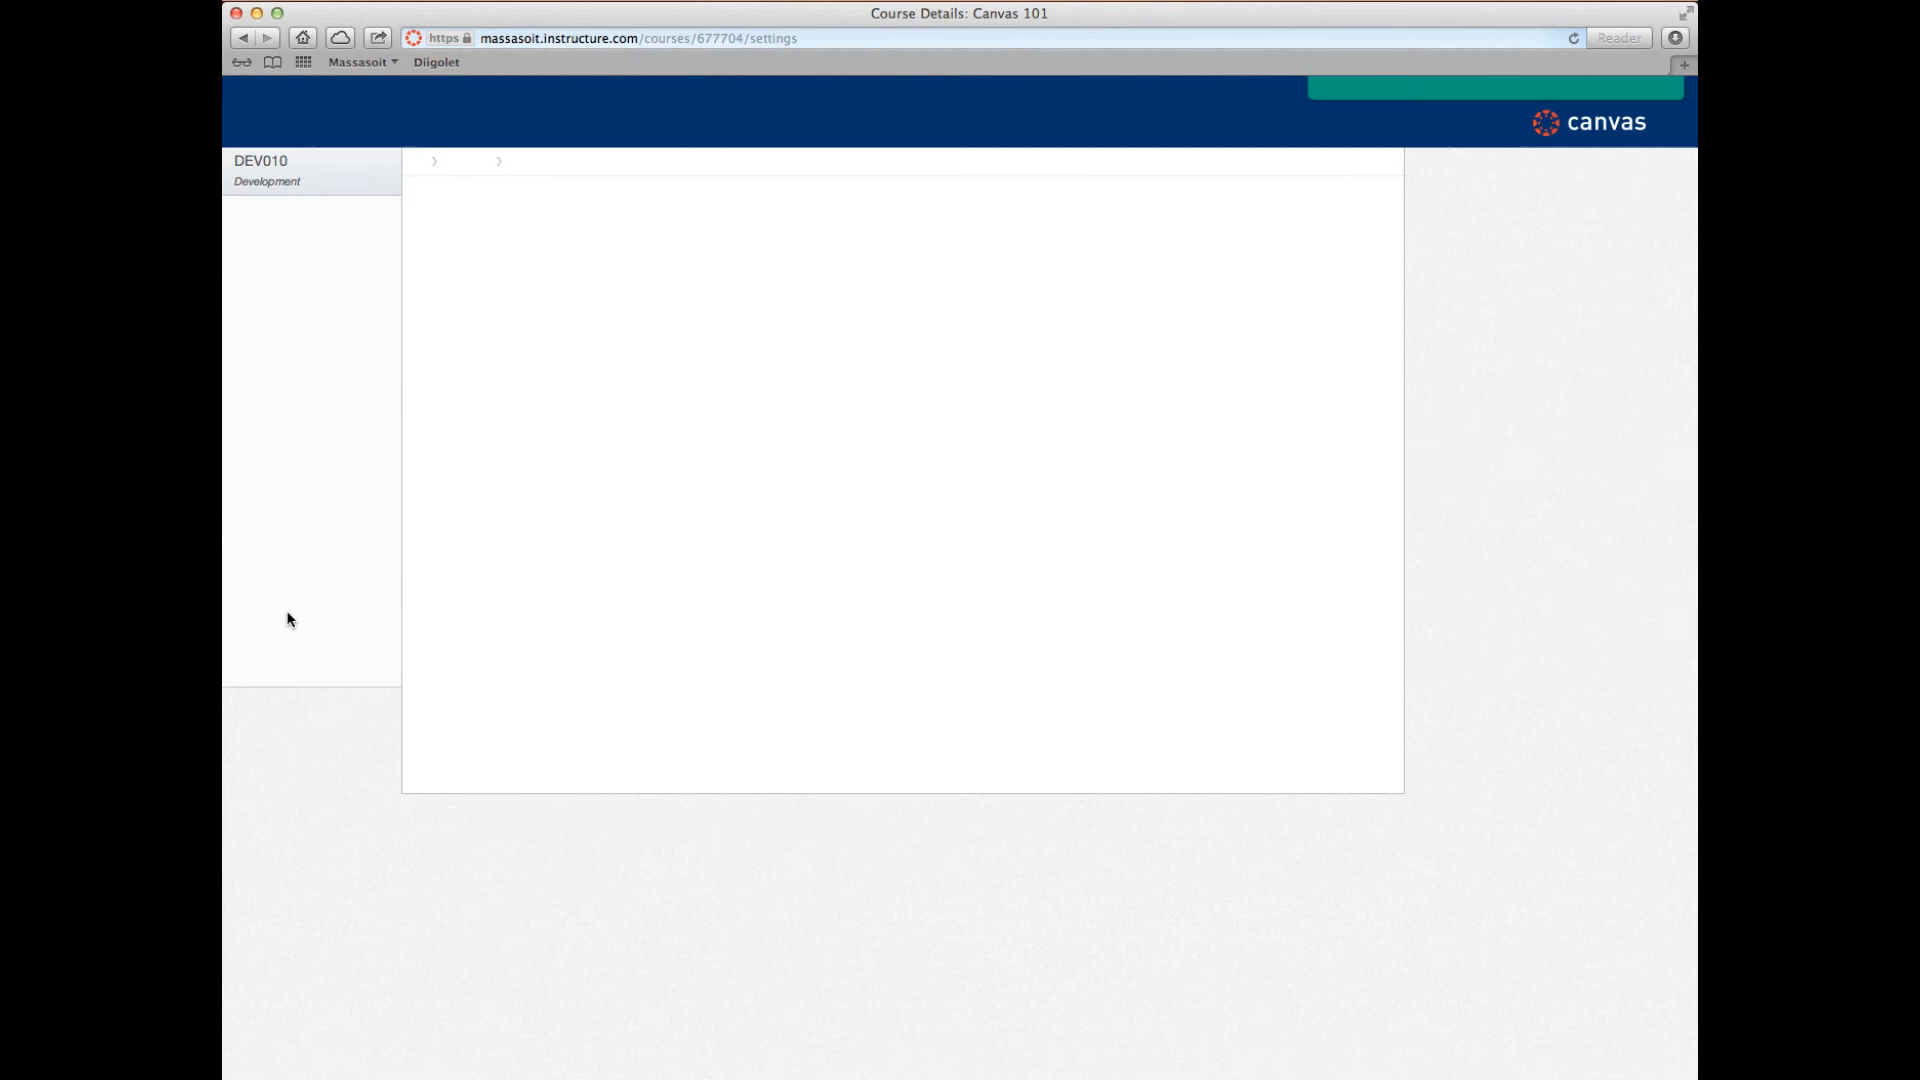 Course Details: Canvas 101
https massasoit.instructure.com/courses/677704/settings
Reader
Massasoit
Diigolet
canvas
DEV010
Development